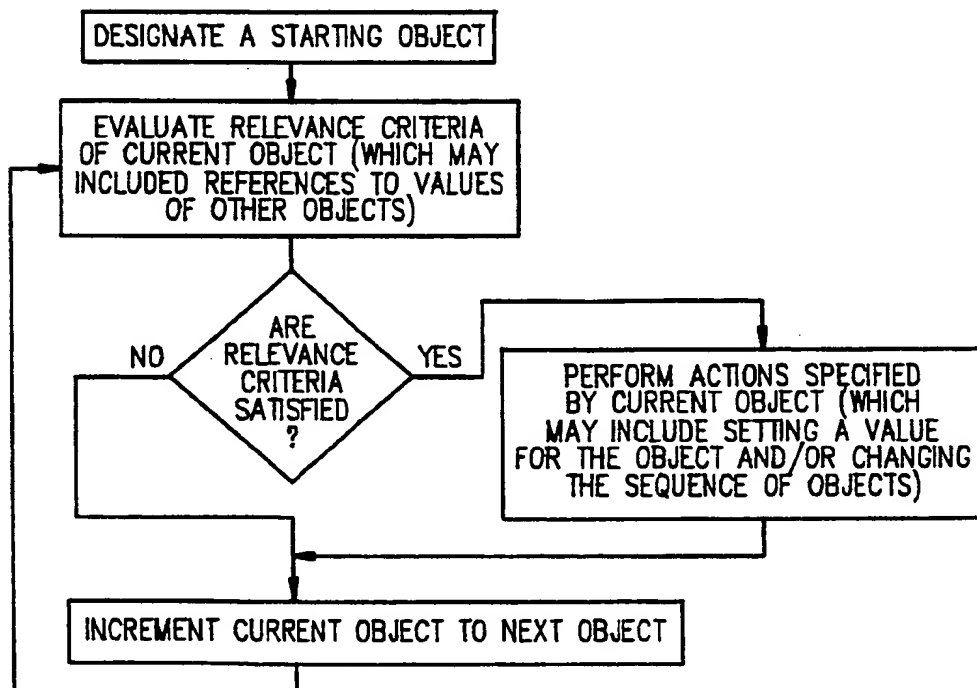 DESIGNATE A STARTING OBJECT
EVALUATE RELEVANCE CRITERIA
OF CURRENT OBJECT (WHICH MAY
INCLUDED REFERENCES TO VALUES
OF OTHER OBJECTS)
ARE
RELEVANCE
CRITERIA
SATISFIED
?
NO
YES
PERFORM ACTIONS SPECIFIED
BY CURRENT OBJECT (WHICH
MAY INCLUDE SETTING A VALUE
FOR THE OBJECT AND/OR CHANGING
THE SEQUENCE OF OBJECTS)
INCREMENT CURRENT OBJECT TO NEXT OBJECT